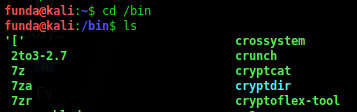 funda@kali:~$ cd /bin
funda@kali:/bin$ ls
'[' crossystem
2to3-2.7 crunch
7z cryptcat
7za cryptdir
7zr cryptoflex-tool